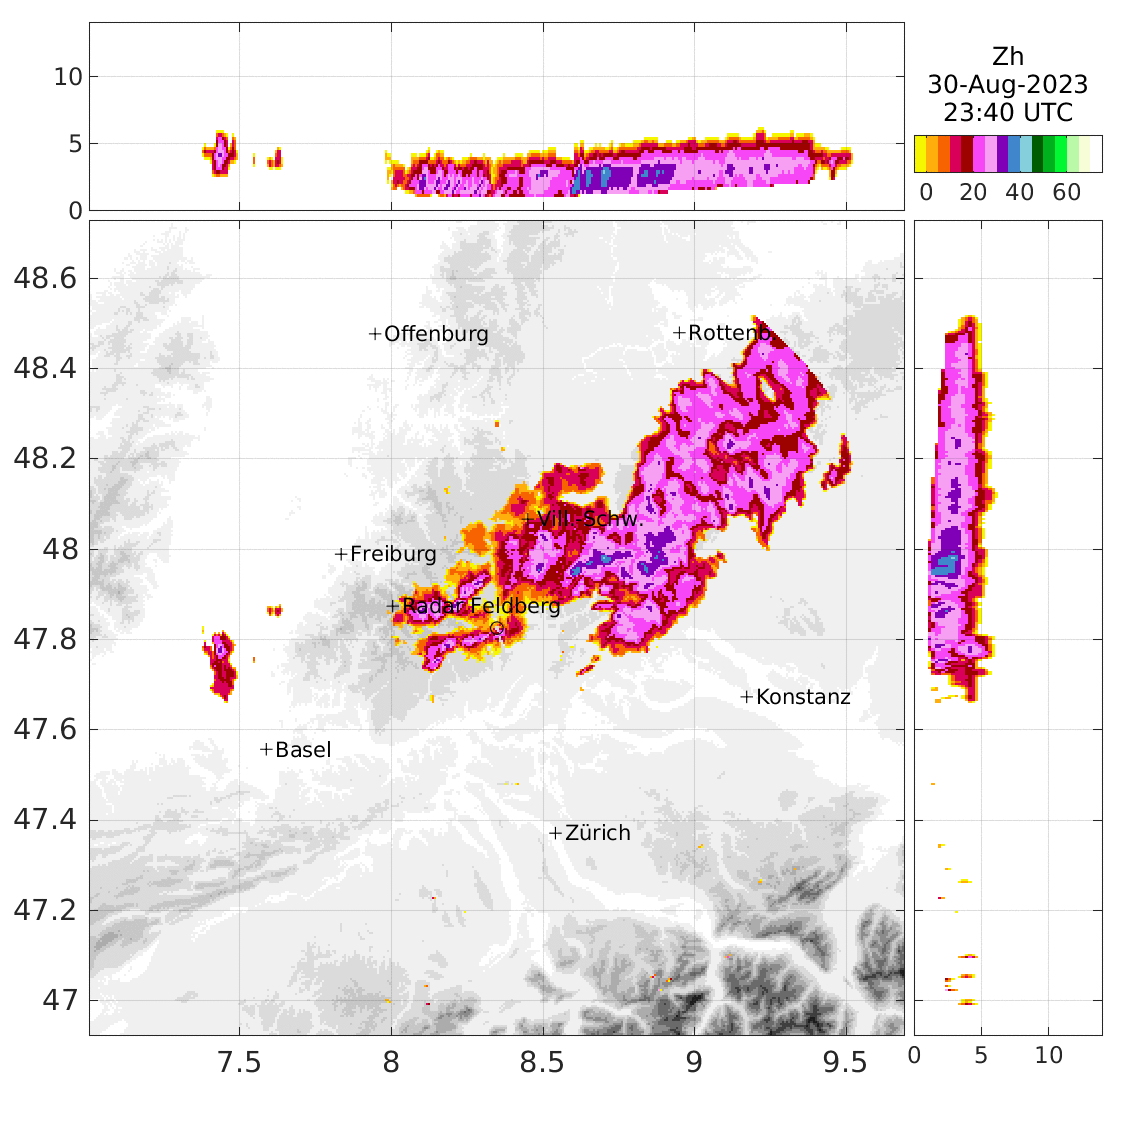 10
5
0
Zh
30-Aug-2023
23:40 UTC
0 20 40 60
48.6
48.4
48.2
48
47.8
47.6
47.4
47.2
47
+Offenburg
+Rottenb
+Vill.-Schw.
+Freiburg
+Radar Feldberg
+Konstanz
+Basel
+Zürich
7.5 8 8.5 9 9.5
0 5 10